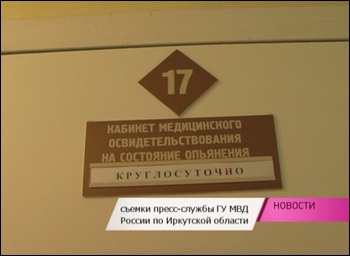 17
КАБИНЕТ МЕДИЦИНСКОГО
ОСВИДЕТЕЛЬСТВОВАНИЯ
НА СОСТОЯНИЕ ОПЬЯНЕНИЯ
КРУГЛОСУТОЧНО
съемки пресс-службы ГУ МВД
России по Иркутской области
НОВОСТИ